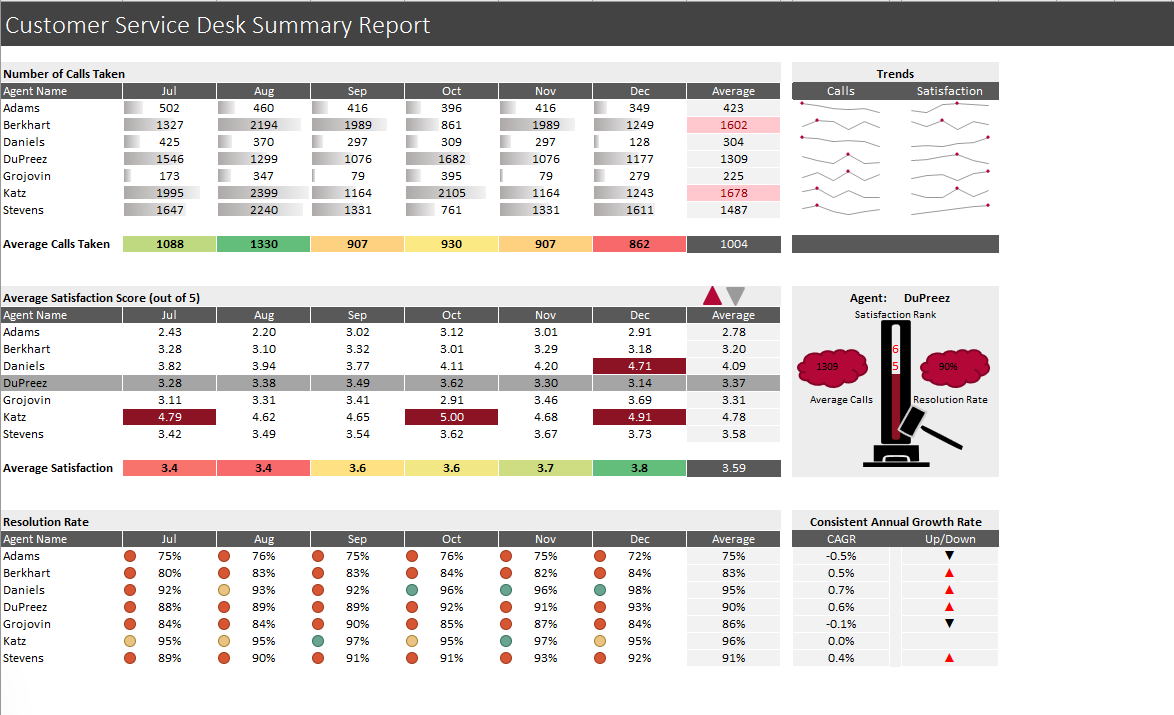 Customer Service Desk Summary Report
Number of Calls Taken
Agent Name Jul Aug Sep Oct Nov Dec Average
Adams 502 460 416 396 416 349 423
Berkhart 1327 2194 1989 861 1989 1249 1602
Daniels 425 370 297 309 297 128 304
DuPreez 1546 1299 1076 1682 1076 1177 1309
Grojovin 173 347 79 395 79 279 225
Katz 1995 2399 1164 2105 1164 1243 1678
Stevens 1647 2240 1331 761 1331 1611 1487
Average Calls Taken 1088 1330 907 930 907 862 1004
Trends
Calls Satisfaction
Average Satisfaction Score (out of 5)
Agent Name Jul Aug Sep Oct Nov Dec Average
Adams 2.43 2.20 3.02 3.12 3.01 2.91 2.78
Berkhart 3.28 3.10 3.32 3.01 3.29 3.18 3.20
Daniels 3.82 3.94 3.77 4.11 4.20 4.71 4.09
DuPreez 3.28 3.38 3.49 3.62 3.30 3.14 3.37
Grojovin 3.11 3.31 3.41 2.91 3.46 3.69 3.31
Katz 4.79 4.62 4.65 5.00 4.68 4.91 4.78
Stevens 3.42 3.49 3.54 3.62 3.67 3.73 3.58
Average Satisfaction 3.4 3.4 3.6 3.6 3.7 3.8 3.59
Agent: DuPreez
Satisfaction Rank
6
5
1309 90%
Average Calls Resolution Rate
Resolution Rate
Agent Name Jul Aug Sep Oct Nov Dec Average
Adams 75% 76% 75% 76% 75% 72% 75%
Berkhart 80% 83% 83% 84% 82% 84% 83%
Daniels 92% 93% 92% 96% 96% 98% 95%
DuPreez 88% 89% 89% 92% 91% 93% 90%
Grojovin 84% 84% 90% 85% 87% 84% 86%
Katz 95% 95% 97% 95% 97% 95% 96%
Stevens 89% 90% 91% 91% 93% 92% 91%
Consistent Annual Growth Rate
CAGR Up/Down
-0.5% ▼
0.5% ▲
0.7% ▲
0.6% ▲
-0.1% ▼
0.0%
0.4% ▲